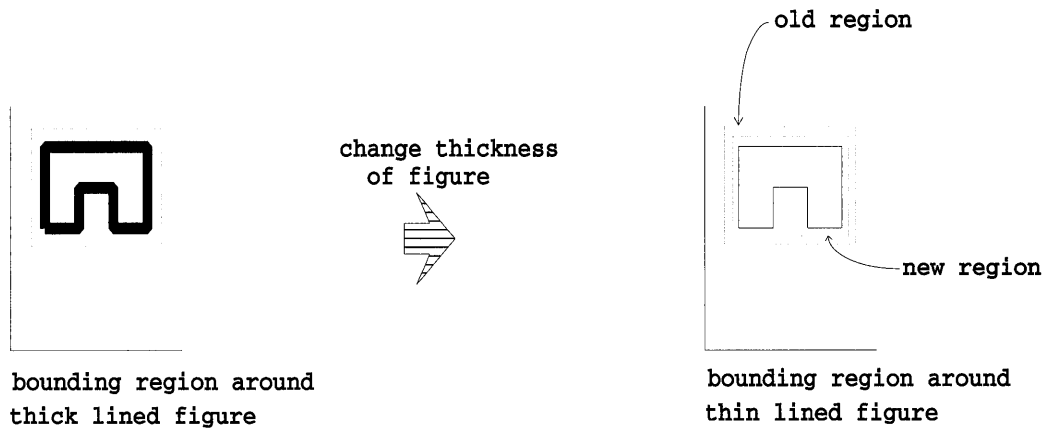 old region
change thickness
of figure
new region
bounding region around
thick lined figure
bounding region around
thin lined figure